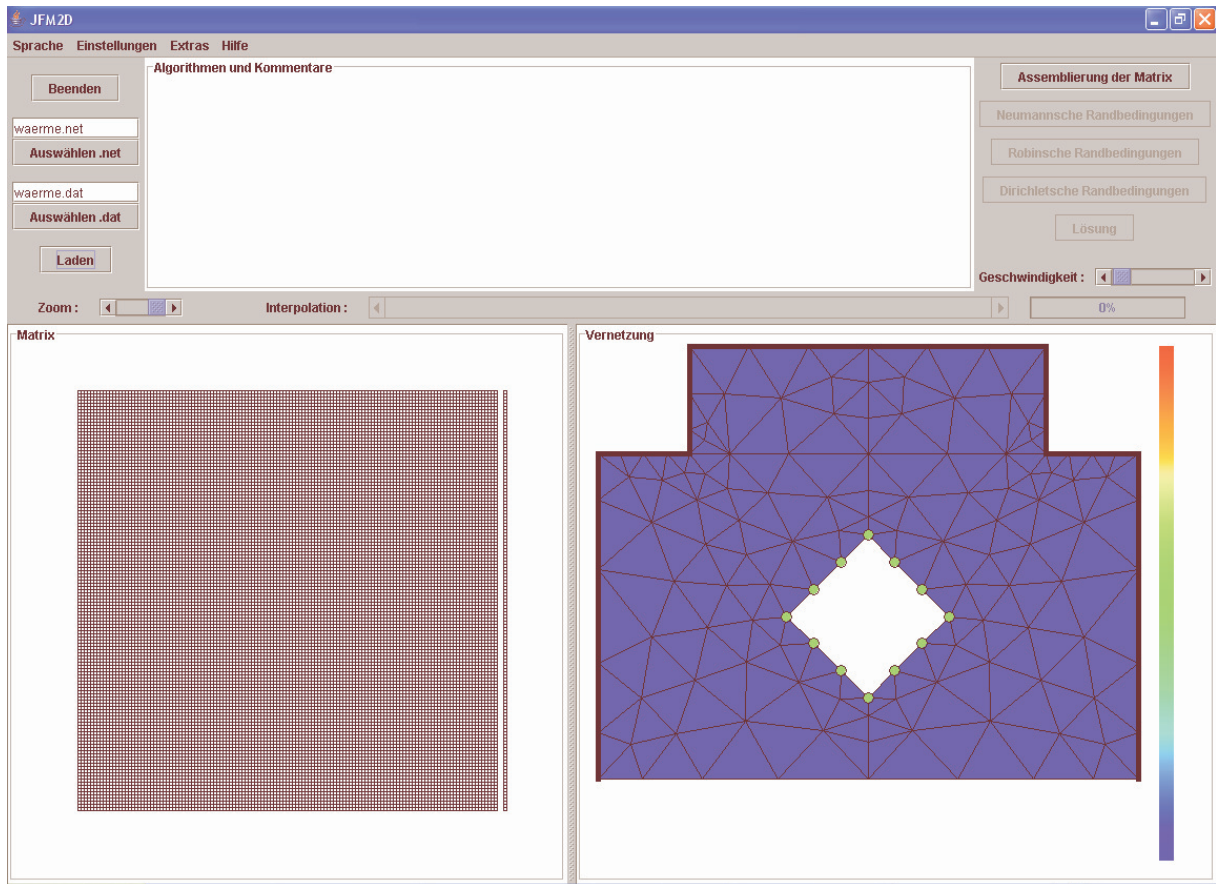 JFM2D
Sprache Einstellungen Extras Hilfe
Beenden
waerme.net
Auswählen .net
waerme.dat
Auswählen .dat
Laden
Algorithmen und Kommentare
Assemblierung der Matrix
Neumannsche Randbedingungen
Robinsche Randbedingungen
Dirichletsche Randbedingungen
Lösung
Geschwindigkeit :
Zoom : Interpolation : 0%
Matrix
Vernetzung